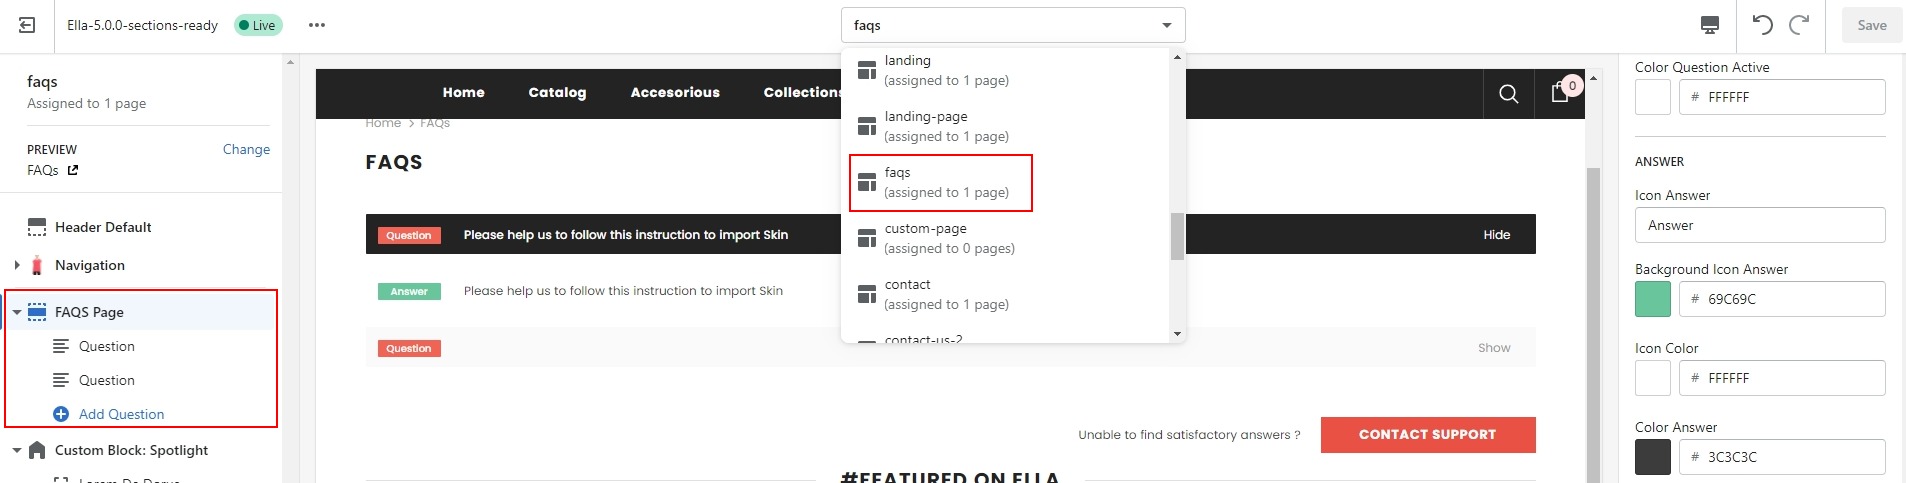 Ella-5.0.0-sections-ready
Live
faqs
Save
faqs
Assigned to 1 page
PREVIEW
Change
FAQs
Header Default
Navigation
FAQS Page
Question
Question
Add Question
Custom Block: Spotlight
Home
Catalog
Accesorious
Collections
0
Home > FAQs
FAQS
Question
Please help us to follow this instruction to import Skin
Hide
Answer
Please help us to follow this instruction to import Skin
Question
Show
Unable to find satisfactory answers ?
CONTACT SUPPORT
#FEATURED ON ELLA
landing
(assigned to 1 page)
landing-page
(assigned to 1 page)
faqs
(assigned to 1 page)
custom-page
(assigned to 0 pages)
contact
(assigned to 1 page)
contact-us-2
Color Question Active
# FFFFFF
ANSWER
Icon Answer
Answer
Background Icon Answer
# 69C69C
Icon Color
# FFFFFF
Color Answer
# 3C3C3C